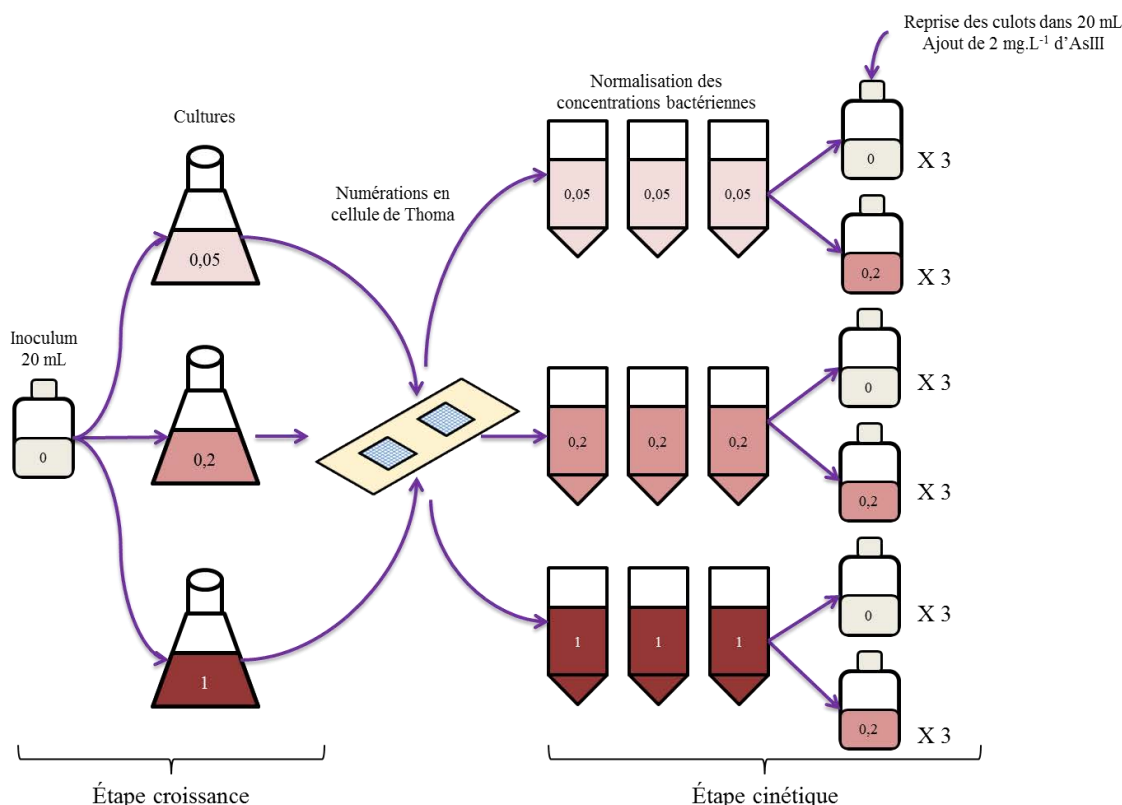 Reprise des culots dans 20 mL
Ajout de 2 mg.L⁻¹ d'AsIII
Normalisation des
concentrations bactériennes
Cultures
Numérations en
cellule de Thoma
Inoculum
20 mL
0
0,05
0,2
1
0,05
0,05
0,05
0,2
0,2
0,2
1
1
1
0
X 3
0,2
X 3
0
X 3
0,2
X 3
0
X 3
0,2
X 3
Étape croissance
Étape cinétique